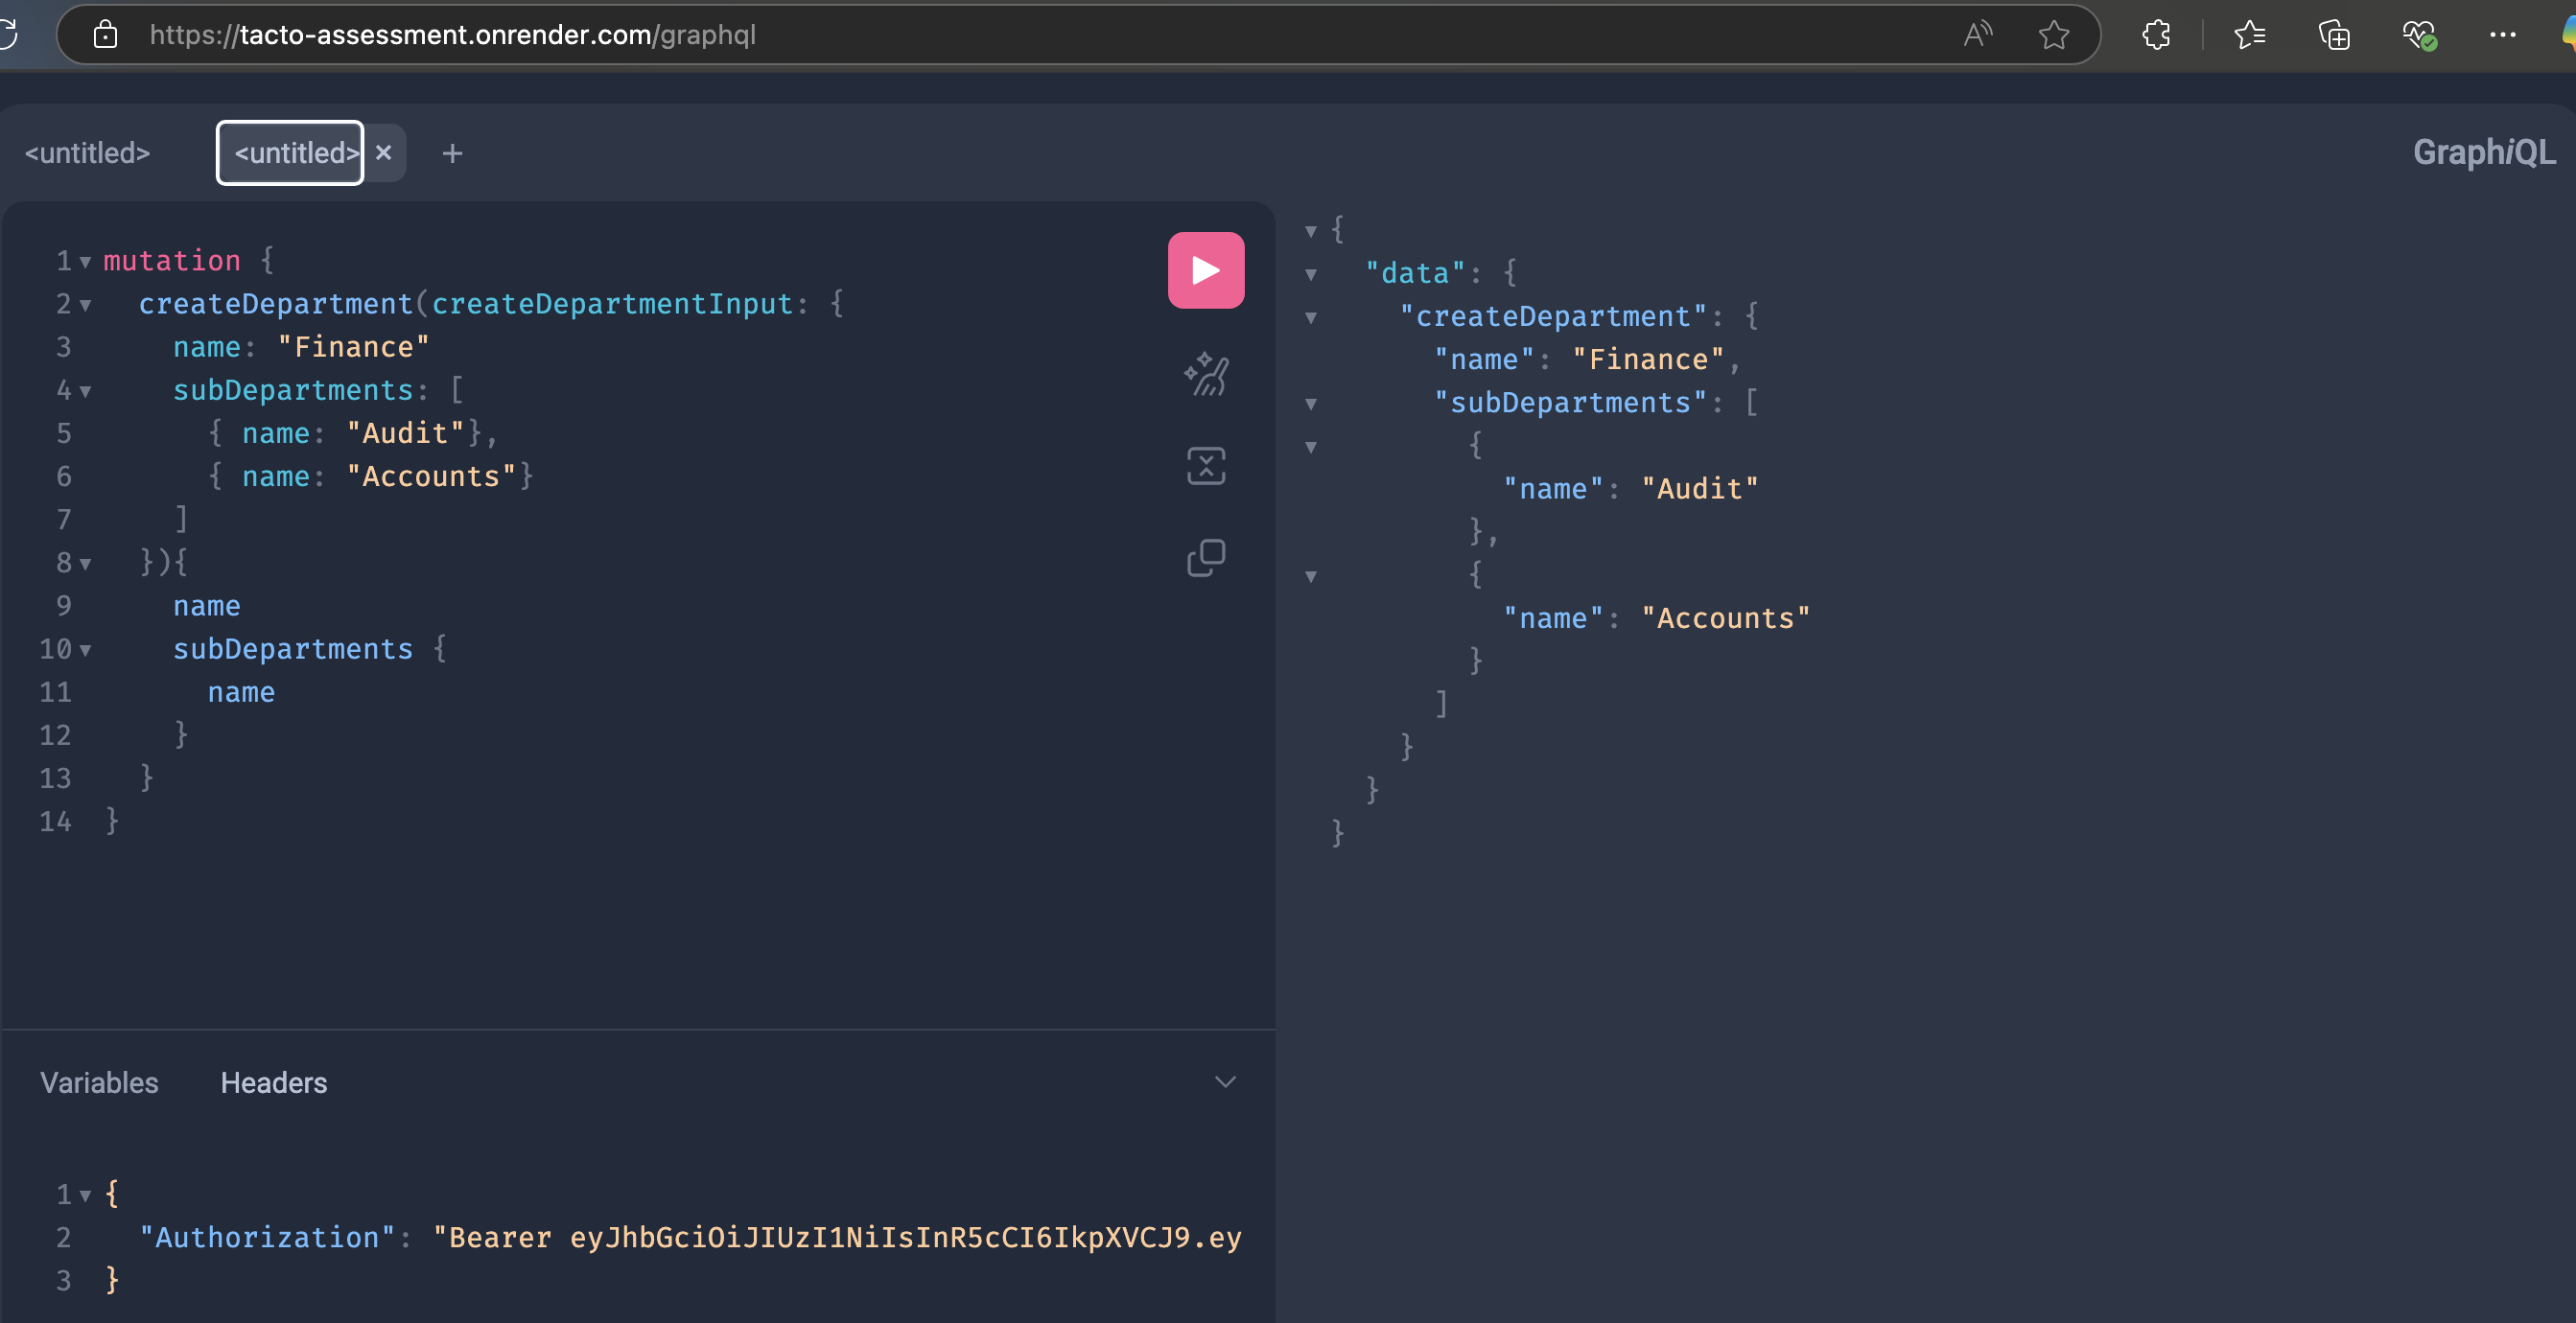 https://tacto-assessment.onrender.com/graphql
<untitled> <untitled> × +
GraphiQL
1 mutation {
2 createDepartment(createDepartmentInput: {
3 name: "Finance"
4 subDepartments: [
5 { name: "Audit"},
6 { name: "Accounts"}
7 ]
8 }){
9 name
10 subDepartments {
11 name
12 }
13 }
14 }
Variables Headers
1 {
2 "Authorization": "Bearer eyJhbGciOiJIUzI1NiIsInR5cCI6IkpXVCJ9.ey
3 }
{
"data": {
"createDepartment": {
"name": "Finance",
"subDepartments": [
{
"name": "Audit"
},
{
"name": "Accounts"
}
]
}
}
}